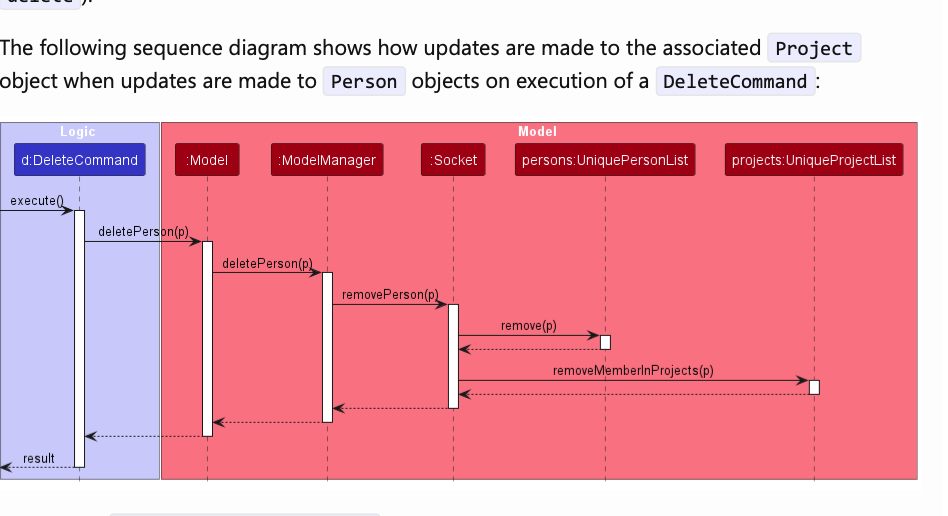 delete ).
The following sequence diagram shows how updates are made to the associated Project
object when updates are made to Person objects on execution of a DeleteCommand :
Logic
Model
d:DeleteCommand
:Model
:ModelManager
:Socket
persons:UniquePersonList
projects:UniqueProjectList
execute()
deletePerson(p)
deletePerson(p)
removePerson(p)
remove(p)
removeMemberInProjects(p)
result